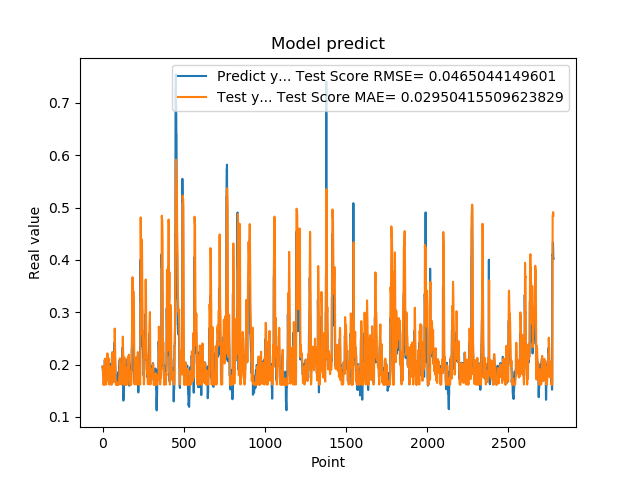 Model predict
Predict y... Test Score RMSE= 0.0465044149601
Test y... Test Score MAE= 0.02950415509623829
0.7
0.6
0.5
0.4
0.3
0.2
0.1
Real value
0 500 1000 1500 2000 2500
Point